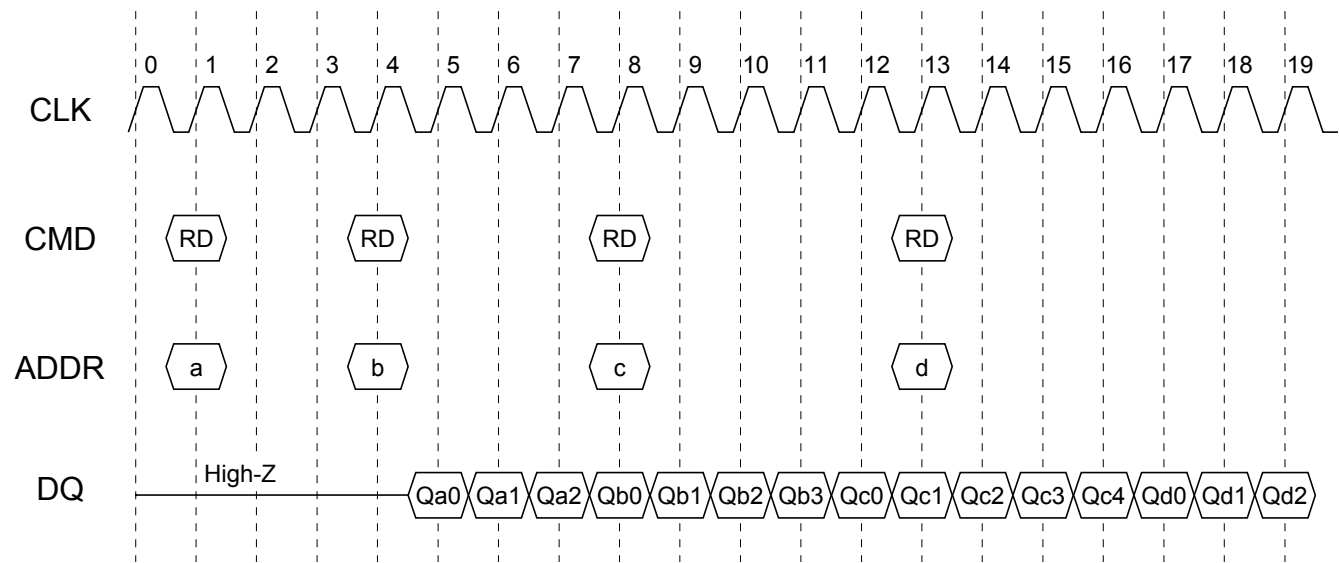 0 1 2 3 4 5 6 7 8 9 10 11 12 13 14 15 16 17 18 19
CLK
CMD RD RD RD RD
ADDR a b c d
High-Z
DQ Qa0 Qa1 Qa2 Qb0 Qb1 Qb2 Qb3 Qc0 Qc1 Qc2 Qc3 Qc4 Qd0 Qd1 Qd2